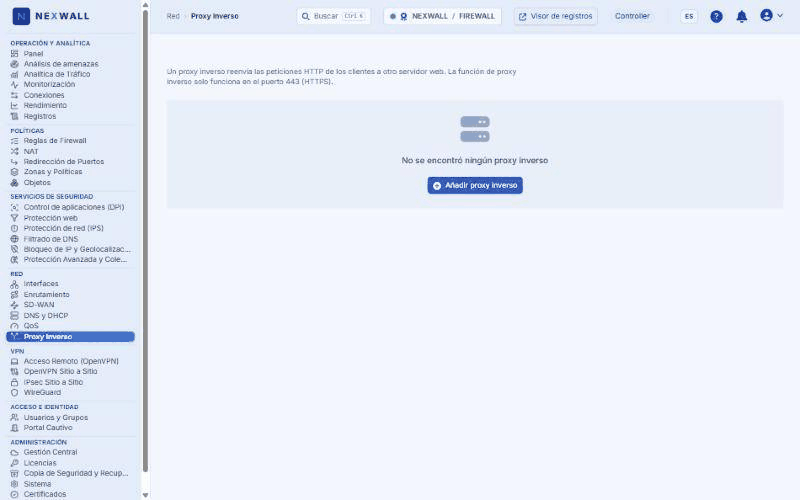 NEXWALL
OPERACIÓN Y ANALÍTICA
Panel
Análisis de amenazas
Analítica de Tráfico
Monitorización
Conexiones
Rendimiento
Registros
POLÍTICAS
Reglas de Firewall
NAT
Redirección de Puertos
Zonas y Políticas
Objetos
SERVICIOS DE SEGURIDAD
Control de aplicaciones (DPI)
Protección web
Protección de red (IPS)
Filtrado de DNS
Bloqueo de IP y Geolocalizac...
Protección Avanzada y Cole...
RED
Interfaces
Enrutamiento
SD-WAN
DNS y DHCP
QoS
Proxy Inverso
VPN
Acceso Remoto (OpenVPN)
OpenVPN Sitio a Sitio
IPsec Sitio a Sitio
WireGuard
ACCESO E IDENTIDAD
Usuarios y Grupos
Portal Cautivo
ADMINISTRACIÓN
Gestión Central
Licencias
Copia de Seguridad y Recup...
Sistema
Certificados
Red › Proxy Inverso
Buscar Ctrl K
NEXWALL / FIREWALL
Visor de registros
Controller
ES
Un proxy inverso reenvía las peticiones HTTP de los clientes a otro servidor web. La función de proxy
inverso solo funciona en el puerto 443 (HTTPS).
No se encontró ningún proxy inverso
Añadir proxy inverso